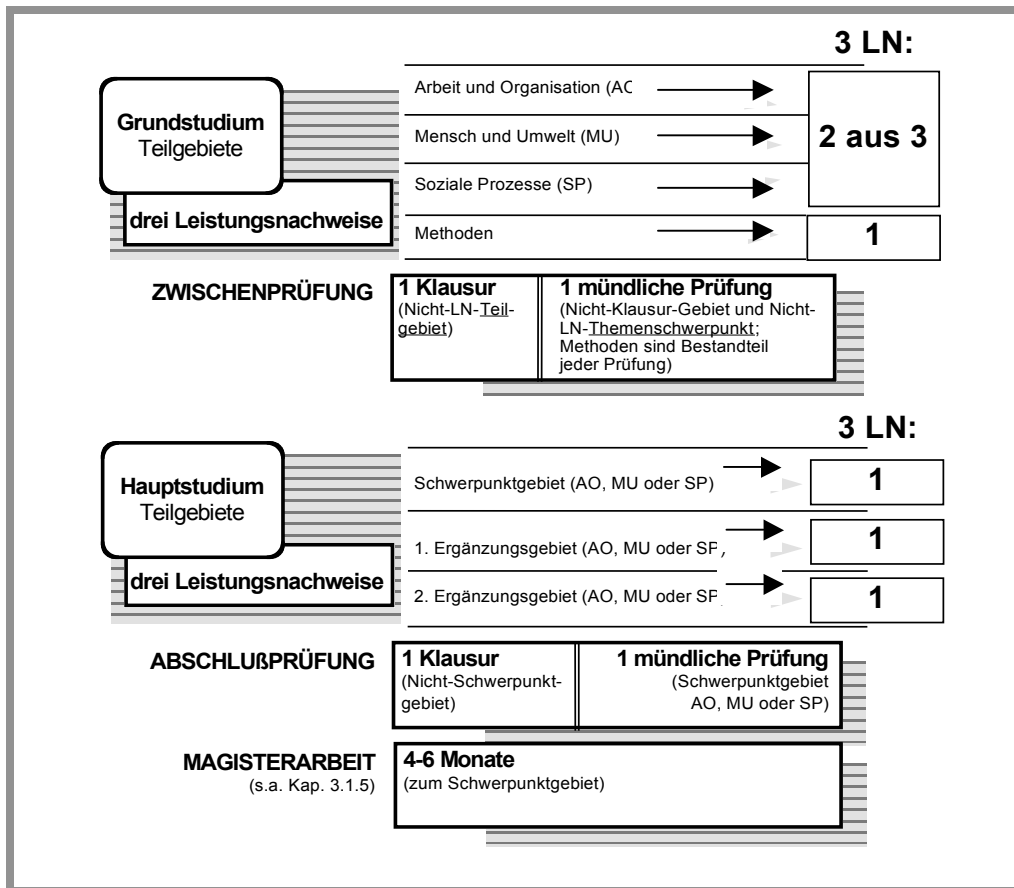 3 LN:
Grundstudium
Teilgebiete
drei Leistungsnachweise
Arbeit und Organisation (AC
Mensch und Umwelt (MU)
Soziale Prozesse (SP)
Methoden
2 aus 3
1
ZWISCHENPRÜFUNG
1 Klausur
(Nicht-LN-Teil-
gebiet)
1 mündliche Prüfung
(Nicht-Klausur-Gebiet und Nicht-
LN-Themenschwerpunkt;
Methoden sind Bestandteil
jeder Prüfung)
3 LN:
Hauptstudium
Teilgebiete
drei Leistungsnachweise
Schwerpunktgebiet (AO, MU oder SP)
1
1. Ergänzungsgebiet (AO, MU oder SP
1
2. Ergänzungsgebiet (AO, MU oder SP
1
ABSCHLUßPRÜFUNG
1 Klausur
(Nicht-Schwerpunkt-
gebiet)
1 mündliche Prüfung
(Schwerpunktgebiet
AO, MU oder SP)
MAGISTERARBEIT
(s.a. Kap. 3.1.5)
4-6 Monate
(zum Schwerpunktgebiet)